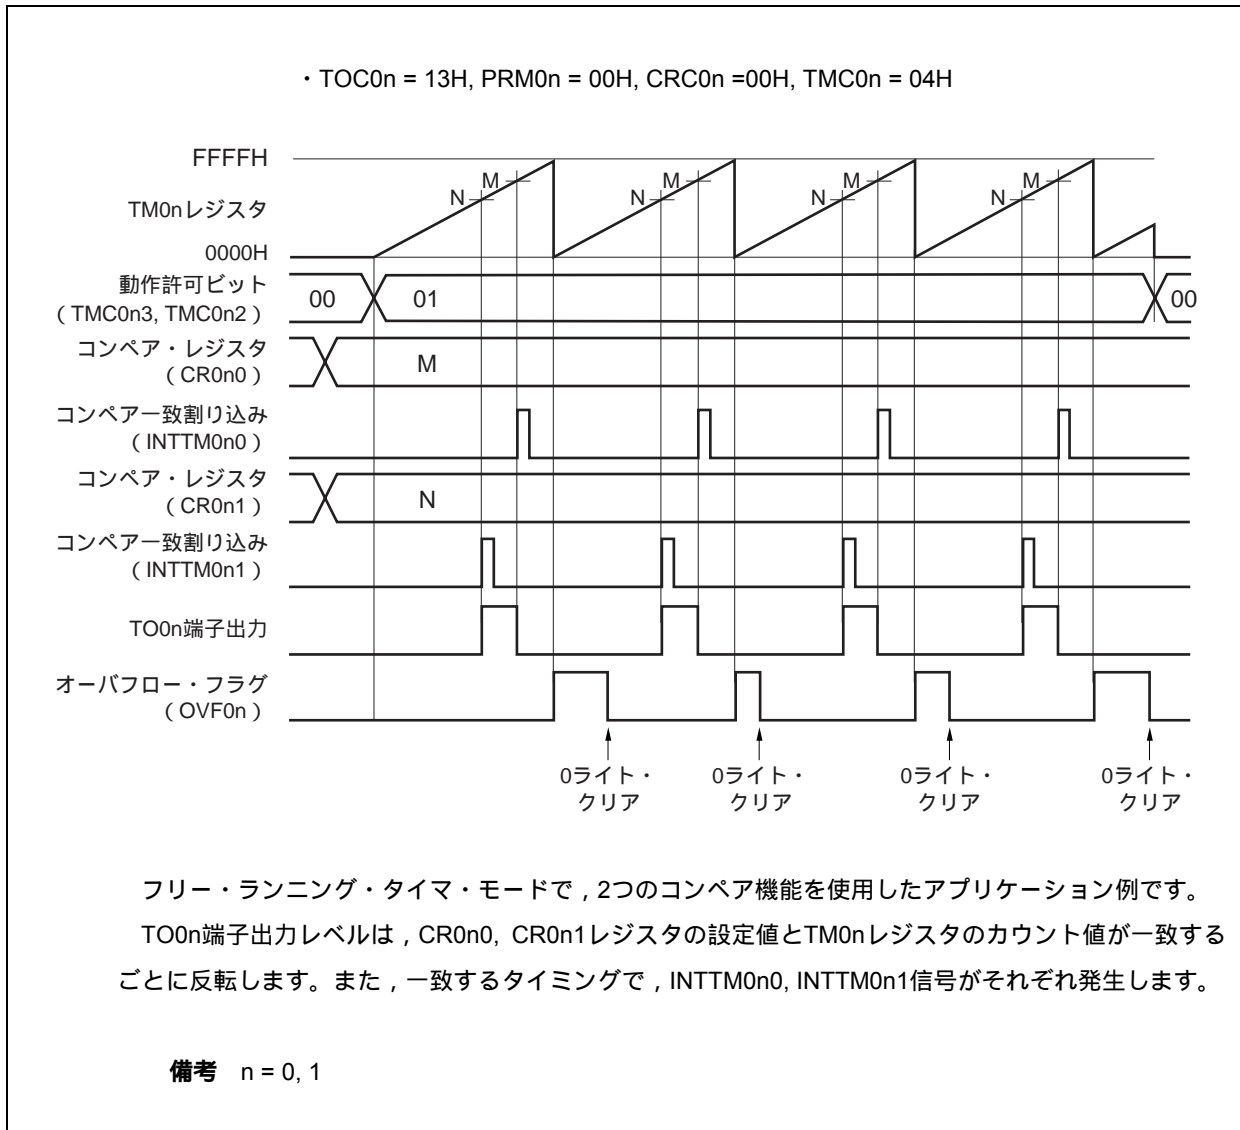 ・TOC0n = 13H, PRM0n = 00H, CRC0n =00H, TMC0n = 04H
FFFFH
M M M M
N N N N
TM0nレジスタ
0000H
動作許可ビット
（TMC0n3, TMC0n2）
00 01 00
コンペア・レジスタ
（CR0n0）
M
コンペア一致割り込み
（INTTM0n0）
コンペア・レジスタ
（CR0n1）
N
コンペア一致割り込み
（INTTM0n1）
TO0n端子出力
オーバフロー・フラグ
（OVF0n）
0ライト・ 0ライト・ 0ライト・ 0ライト・
クリア クリア クリア クリア
フリー・ランニング・タイマ・モードで，2つのコンペア機能を使用したアプリケーション例です。
TO0n端子出力レベルは，CR0n0, CR0n1レジスタの設定値とTM0nレジスタのカウント値が一致する
ごとに反転します。また，一致するタイミングで，INTTM0n0, INTTM0n1信号がそれぞれ発生します。
備考 n = 0, 1